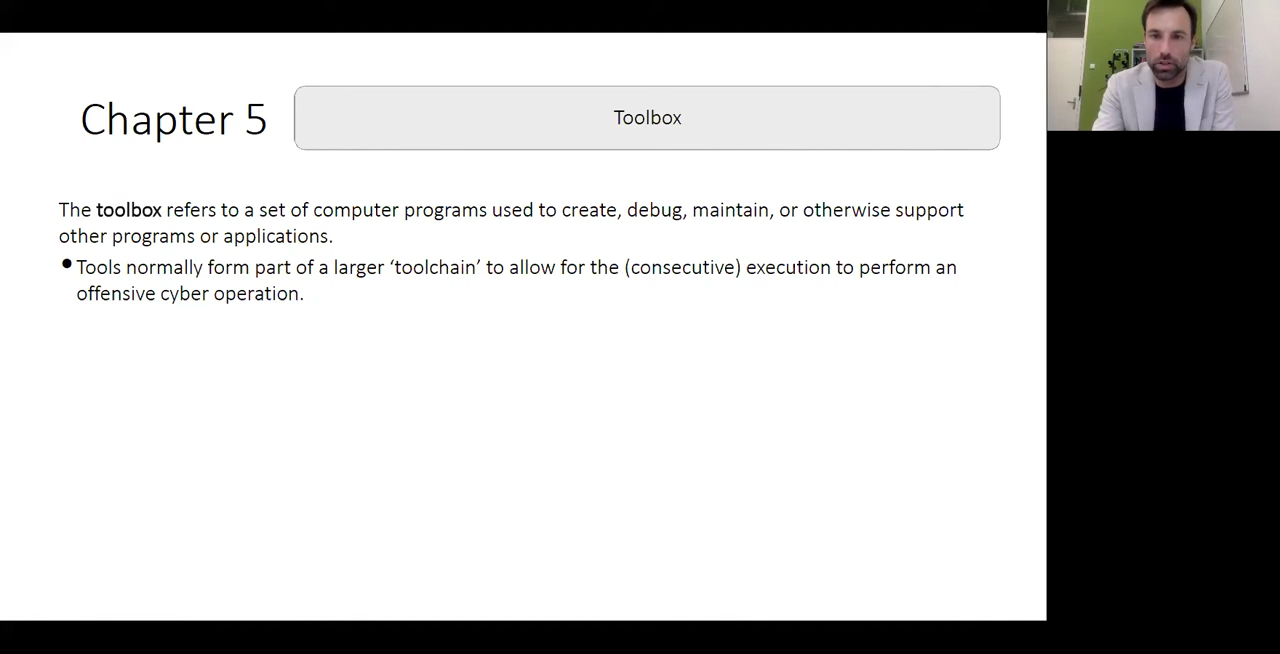 Chapter 5
Toolbox
The toolbox refers to a set of computer programs used to create, debug, maintain, or otherwise support
other programs or applications.
• Tools normally form part of a larger ‘toolchain’ to allow for the (consecutive) execution to perform an
offensive cyber operation.